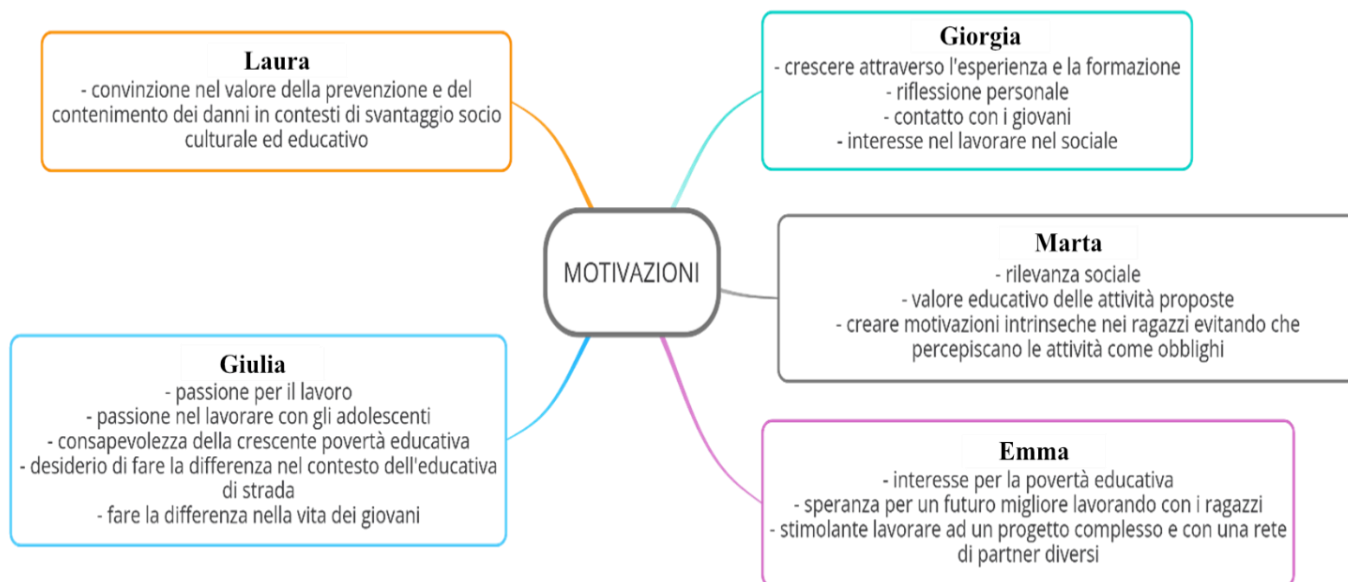 Laura
- convinzione nel valore della prevenzione e del
contenimento dei danni in contesti di svantaggio socio
culturale ed educativo
Giorgia
- crescere attraverso l'esperienza e la formazione
- riflessione personale
- contatto con i giovani
- interesse nel lavorare nel sociale
MOTIVAZIONI
Marta
- rilevanza sociale
- valore educativo delle attività proposte
- creare motivazioni intrinseche nei ragazzi evitando che
percepiscano le attività come obblighi
Giulia
- passione per il lavoro
- passione nel lavorare con gli adolescenti
- consapevolezza della crescente povertà educativa
- desiderio di fare la differenza nel contesto dell'educativa
di strada
- fare la differenza nella vita dei giovani
Emma
- interesse per la povertà educativa
- speranza per un futuro migliore lavorando con i ragazzi
- stimolante lavorare ad un progetto complesso e con una rete
di partner diversi